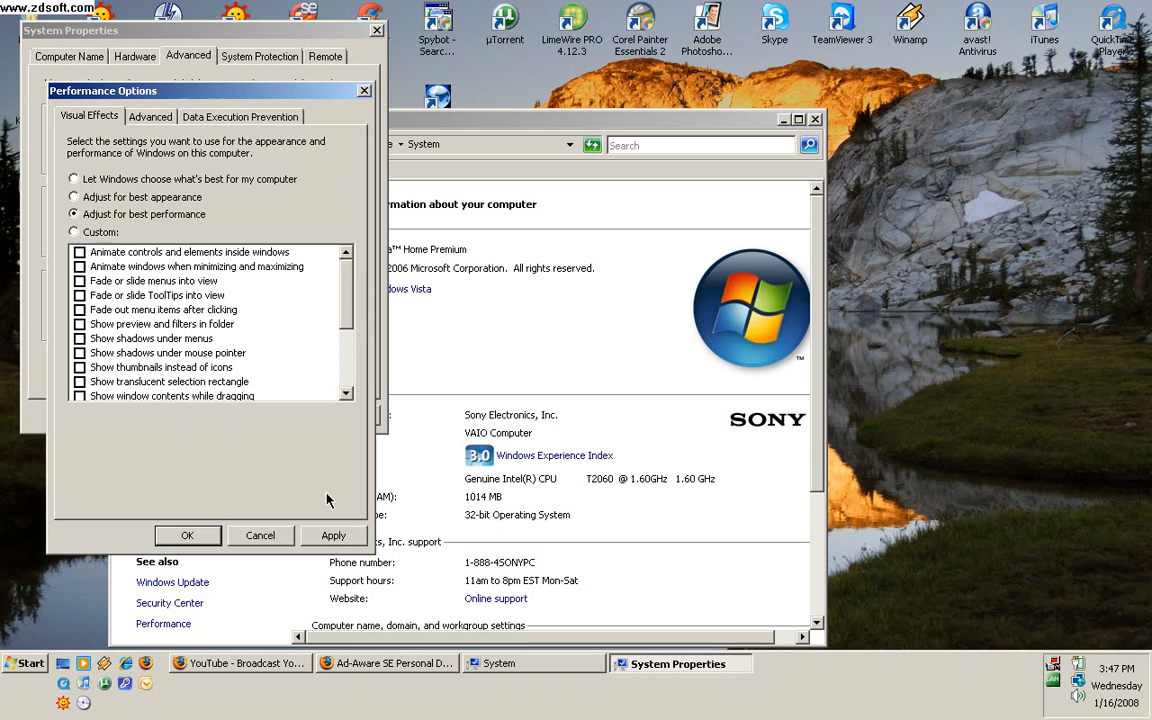 www.zdsoft.com
System Properties
Computer Name
Hardware
Advanced
System Protection
Remote
Performance Options
Visual Effects
Advanced
Data Execution Prevention
Select the settings you want to use for the appearance and
performance of Windows on this computer.
Let Windows choose what's best for my computer
Adjust for best appearance
Adjust for best performance
Custom:
Animate controls and elements inside windows
Animate windows when minimizing and maximizing
Fade or slide menus into view
Fade or slide ToolTips into view
Fade out menu items after clicking
Show preview and filters in folder
Show shadows under menus
Show shadows under mouse pointer
Show thumbnails instead of icons
Show translucent selection rectangle
Show window contents while dragging
OK
Cancel
Apply
Spybot -
Searc...
µTorrent
LimeWire PRO
4.12.3
Corel Painter
Essentials 2
Adobe
Photosho...
Skype
TeamViewer 3
Winamp
avast!
Antivirus
iTunes
QuickTime
Player
System
Search
mation about your computer
™ Home Premium
2006 Microsoft Corporation. All rights reserved.
dows Vista
Sony Electronics, Inc.
VAIO Computer
SONY
3.0 Windows Experience Index
Genuine Intel(R) CPU T2060 @ 1.60GHz 1.60 GHz
AM): 1014 MB
pe: 32-bit Operating System
, Inc. support
Phone number: 1-888-4SONYPC
Support hours: 11am to 8pm EST Mon-Sat
Website: Online support
Computer name, domain, and workgroup settings
See also
Windows Update
Security Center
Performance
Start
YouTube - Broadcast Yo...
Ad-Aware SE Personal D...
System
System Properties
3:47 PM
Wednesday
1/16/2008